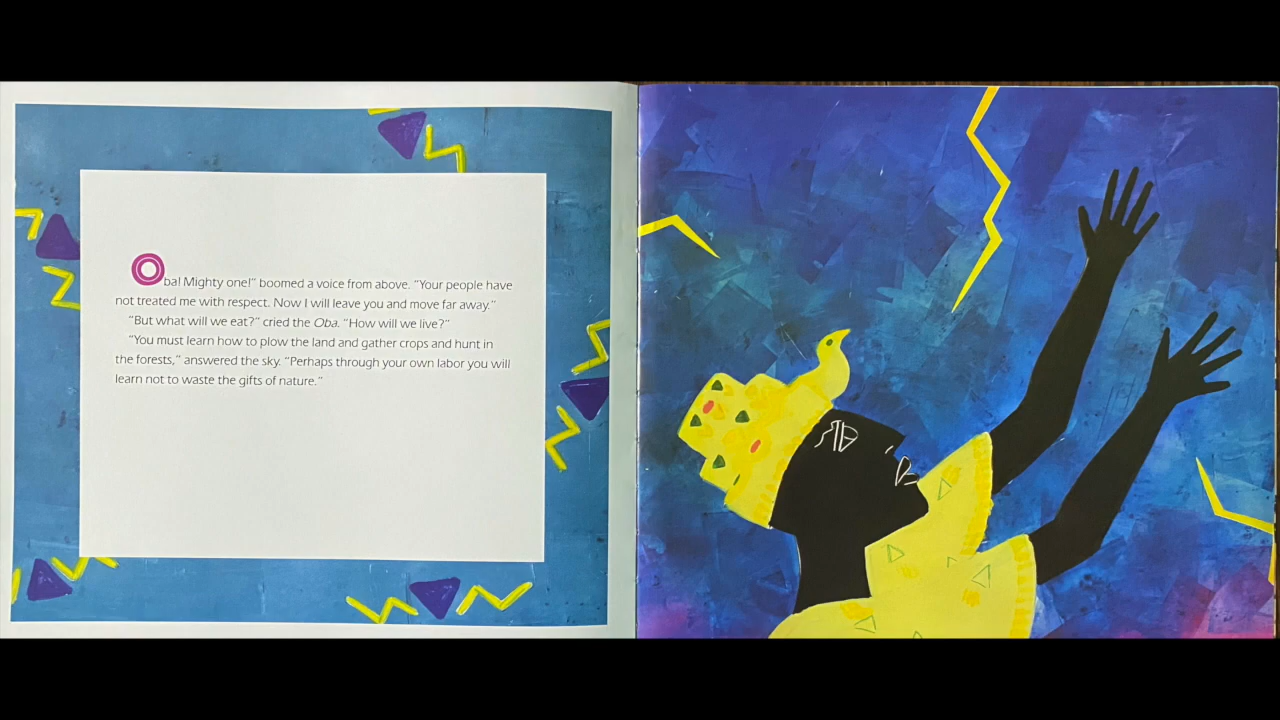 Oba! Mighty one!” boomed a voice from above. “Your people have
not treated me with respect. Now I will leave you and move far away.”
“But what will we eat?” cried the Oba. “How will we live?”
“You must learn how to plow the land and gather crops and hunt in
the forests,” answered the sky. “Perhaps through your own labor you will
learn not to waste the gifts of nature.”